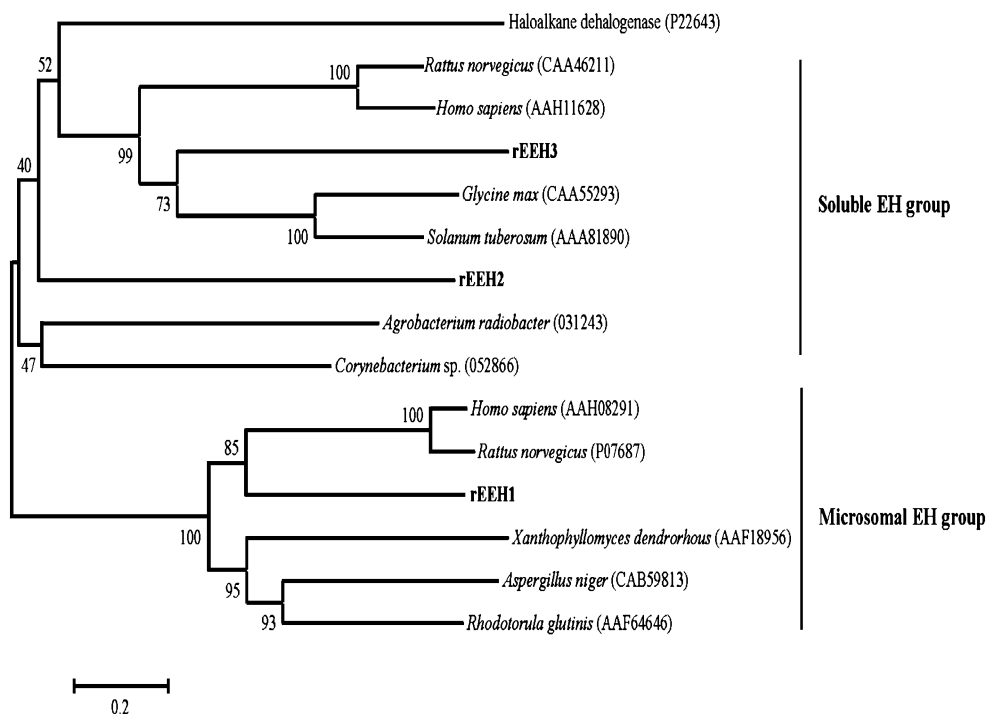 Haloalkane dehalogenase (P22643)
52
Rattus norvegicus (CAA46211)
100
Homo sapiens (AAH11628)
99
rEEH3
40
73
Glycine max (CAA55293)
Soluble EH group
100
Solanum tuberosum (AAA81890)
rEEH2
Agrobacterium radiobacter (031243)
47
Corynebacterium sp. (052866)
Homo sapiens (AAH08291)
100
85
Rattus norvegicus (P07687)
rEEH1
Microsomal EH group
100
Xanthophyllomyces dendrorhous (AAF18956)
95
Aspergillus niger (CAB59813)
93
Rhodotorula glutinis (AAF64646)
0.2